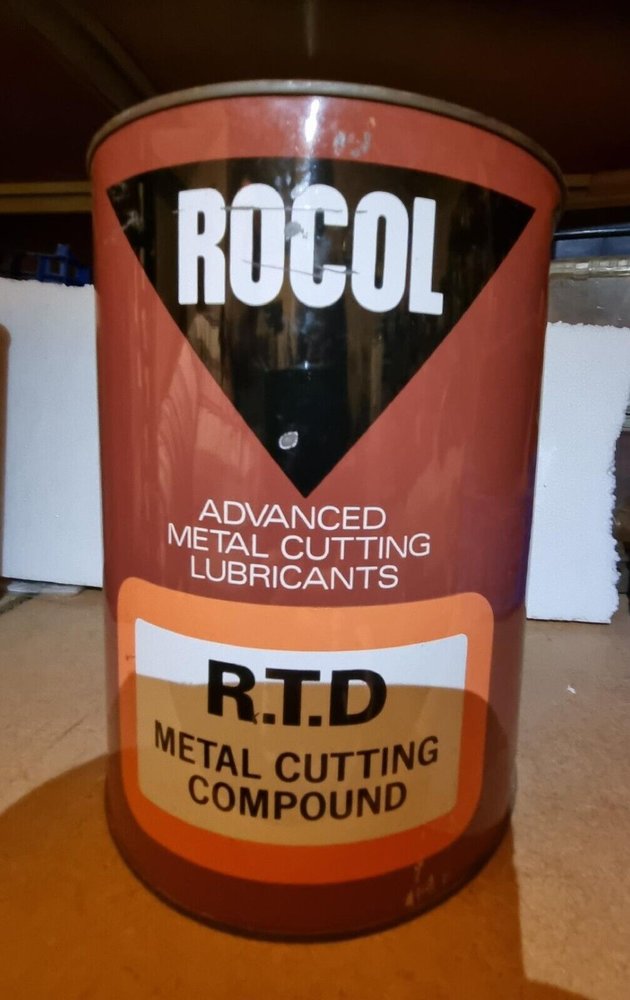 ROCOL
ADVANCED
METAL CUTTING
LUBRICANTS
R.T.D
METAL CUTTING
COMPOUND